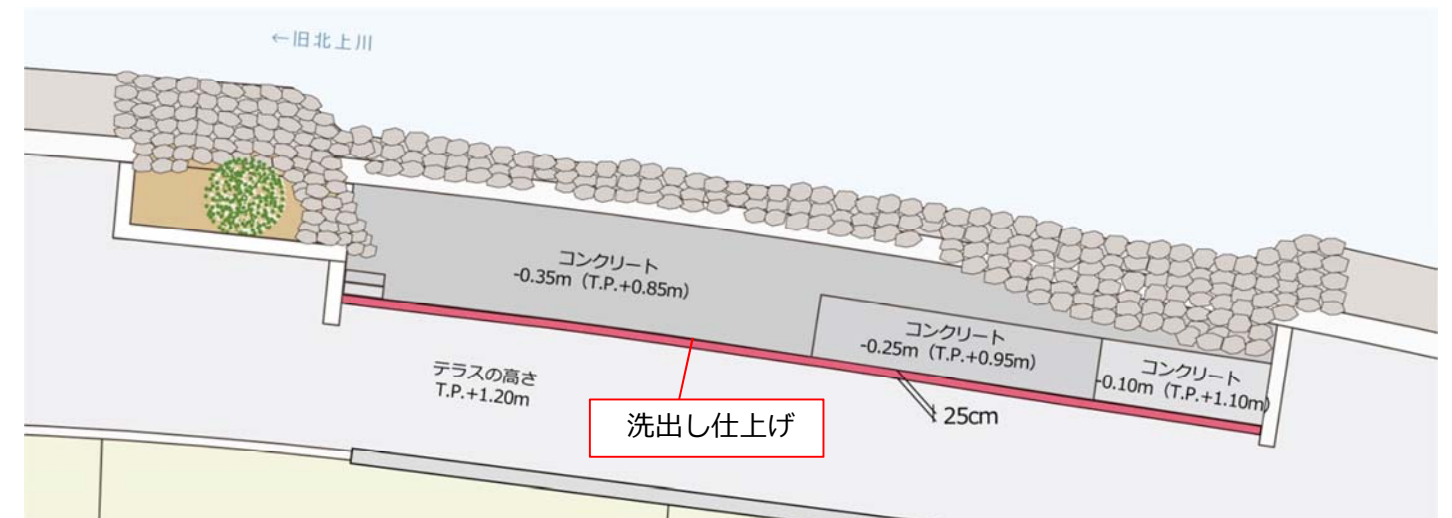 ←旧北上川
コンクリート
-0.35m（T.P.+0.85m）
コンクリート
-0.25m（T.P.+0.95m）
コンクリート
-0.10m（T.P.+1.10m）
テラスの高さ
T.P.+1.20m
洗出し仕上げ
25cm